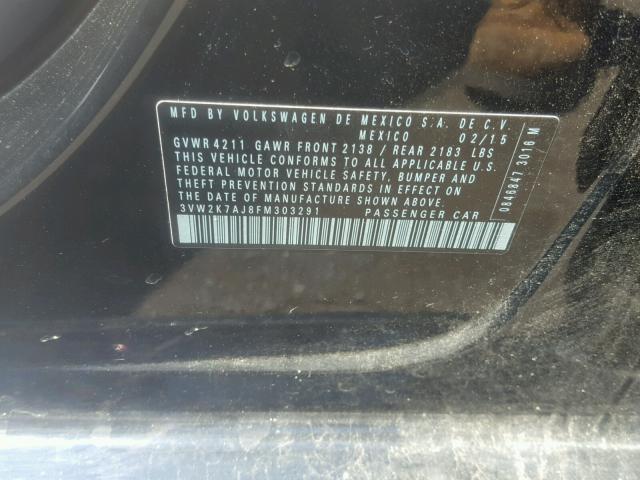 MFD BY VOLKSWAGEN DE MEXICO S.A. DE C.V.
MEXICO 02/15
GVWR 4211 GAWR FRONT 2138 / REAR 2183 LBS
THIS VEHICLE CONFORMS TO ALL APPLICABLE U.S.
FEDERAL MOTOR VEHICLE SAFETY, BUMPER AND
THEFT PREVENTION STANDARDS IN EFFECT ON
THE DATE OF MANUFACTURE SHOWN ABOVE.
3VW2K7AJ8FM303291 PASSENGER CAR
0846847 3016 M